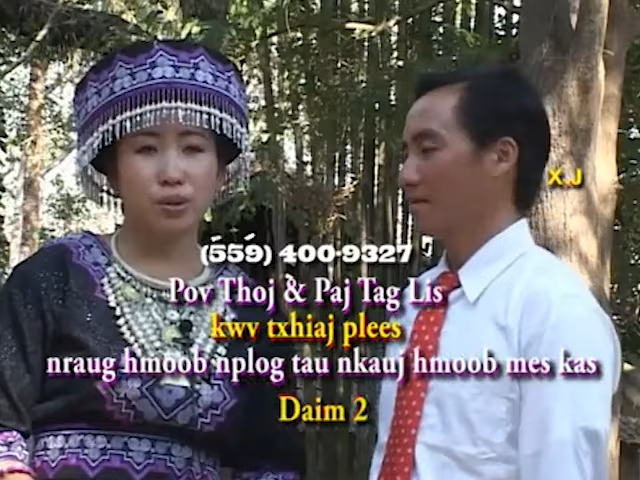 X.J
(559) 400-9327
Pov Thoj & Paj Tag Lis
kwv txhiaj plees
nraug hmoob nplog tau nkauj hmoob mes kas
Daim 2